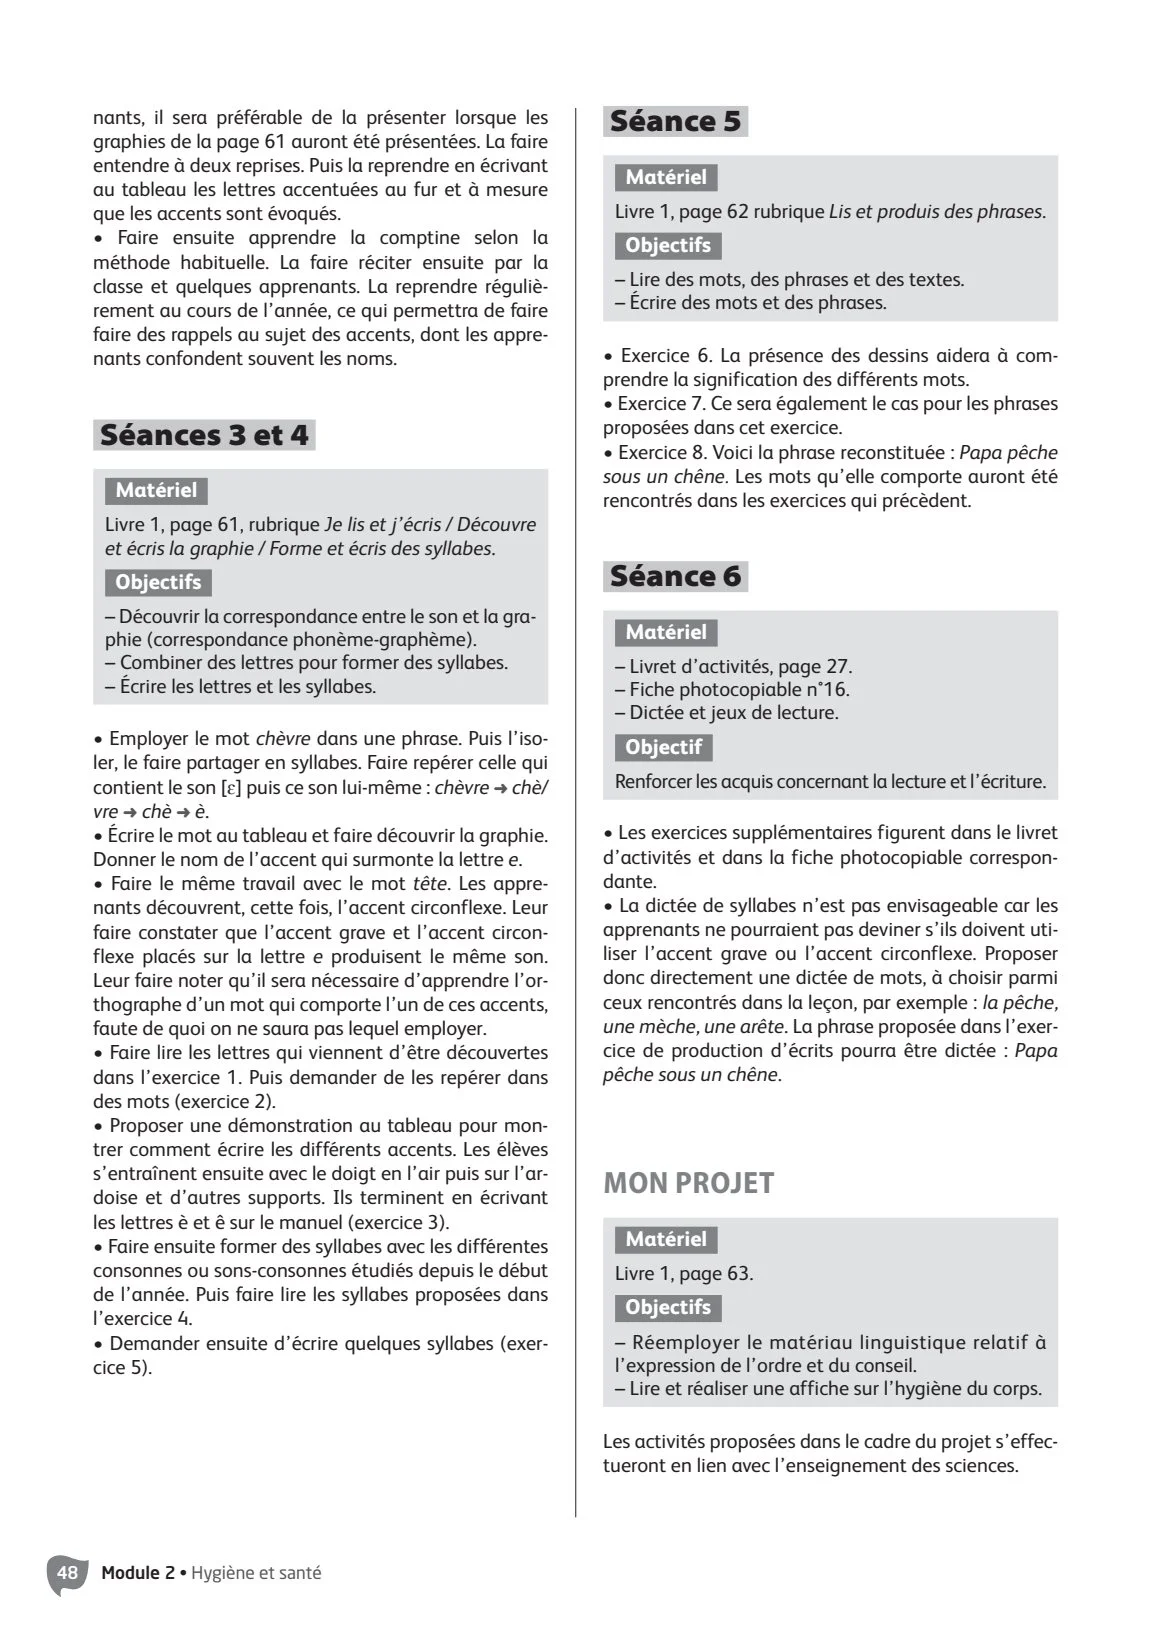 nants, il sera préférable de la présenter lorsque les
graphies de la page 61 auront été présentées. La faire
entendre à deux reprises. Puis la reprendre en écrivant
au tableau les lettres accentuées au fur et à mesure
que les accents sont évoqués.
• Faire ensuite apprendre la comptine selon la
méthode habituelle. La faire réciter ensuite par la
classe et quelques apprenants. La reprendre réguliè-
rement au cours de l’année, ce qui permettra de faire
faire des rappels au sujet des accents, dont les appre-
nants confondent souvent les noms.
Séances 3 et 4
Matériel
Livre 1, page 61, rubrique Je lis et j’écris / Découvre
et écris la graphie / Forme et écris des syllabes.
Objectifs
– Découvrir la correspondance entre le son et la gra-
phie (correspondance phonème-graphème).
– Combiner des lettres pour former des syllabes.
– Écrire les lettres et les syllabes.
• Employer le mot chèvre dans une phrase. Puis l’iso-
ler, le faire partager en syllabes. Faire repérer celle qui
contient le son [ɛ] puis ce son lui-même : chèvre ➜ chè/
vre ➜ chè ➜ è.
• Écrire le mot au tableau et faire découvrir la graphie.
Donner le nom de l’accent qui surmonte la lettre e.
• Faire le même travail avec le mot tête. Les appre-
nants découvrent, cette fois, l’accent circonflexe. Leur
faire constater que l’accent grave et l’accent circon-
flexe placés sur la lettre e produisent le même son.
Leur faire noter qu’il sera nécessaire d’apprendre l’or-
thographe d’un mot qui comporte l’un de ces accents,
faute de quoi on ne saura pas lequel employer.
• Faire lire les lettres qui viennent d’être découvertes
dans l’exercice 1. Puis demander de les repérer dans
des mots (exercice 2).
• Proposer une démonstration au tableau pour mon-
trer comment écrire les différents accents. Les élèves
s’entraînent ensuite avec le doigt en l’air puis sur l’ar-
doise et d’autres supports. Ils terminent en écrivant
les lettres è et ê sur le manuel (exercice 3).
• Faire ensuite former des syllabes avec les différentes
consonnes ou sons-consonnes étudiés depuis le début
de l’année. Puis faire lire les syllabes proposées dans
l’exercice 4.
• Demander ensuite d’écrire quelques syllabes (exer-
cice 5).
Séance 5
Matériel
Livre 1, page 62 rubrique Lis et produis des phrases.
Objectifs
– Lire des mots, des phrases et des textes.
– Écrire des mots et des phrases.
• Exercice 6. La présence des dessins aidera à com-
prendre la signification des différents mots.
• Exercice 7. Ce sera également le cas pour les phrases
proposées dans cet exercice.
• Exercice 8. Voici la phrase reconstituée : Papa pêche
sous un chêne. Les mots qu’elle comporte auront été
rencontrés dans les exercices qui précèdent.
Séance 6
Matériel
– Livret d’activités, page 27.
– Fiche photocopiable n°16.
– Dictée et jeux de lecture.
Objectif
Renforcer les acquis concernant la lecture et l’écriture.
• Les exercices supplémentaires figurent dans le livret
d’activités et dans la fiche photocopiable correspon-
dante.
• La dictée de syllabes n’est pas envisageable car les
apprenants ne pourraient pas deviner s’ils doivent uti-
liser l’accent grave ou l’accent circonflexe. Proposer
donc directement une dictée de mots, à choisir parmi
ceux rencontrés dans la leçon, par exemple : la pêche,
une mèche, une arête. La phrase proposée dans l’exer-
cice de production d’écrits pourra être dictée : Papa
pêche sous un chêne.
MON PROJET
Matériel
Livre 1, page 63.
Objectifs
– Réemployer le matériau linguistique relatif à
l’expression de l’ordre et du conseil.
– Lire et réaliser une affiche sur l’hygiène du corps.
Les activités proposées dans le cadre du projet s’effec-
tueront en lien avec l’enseignement des sciences.
48 Module 2 • Hygiène et santé